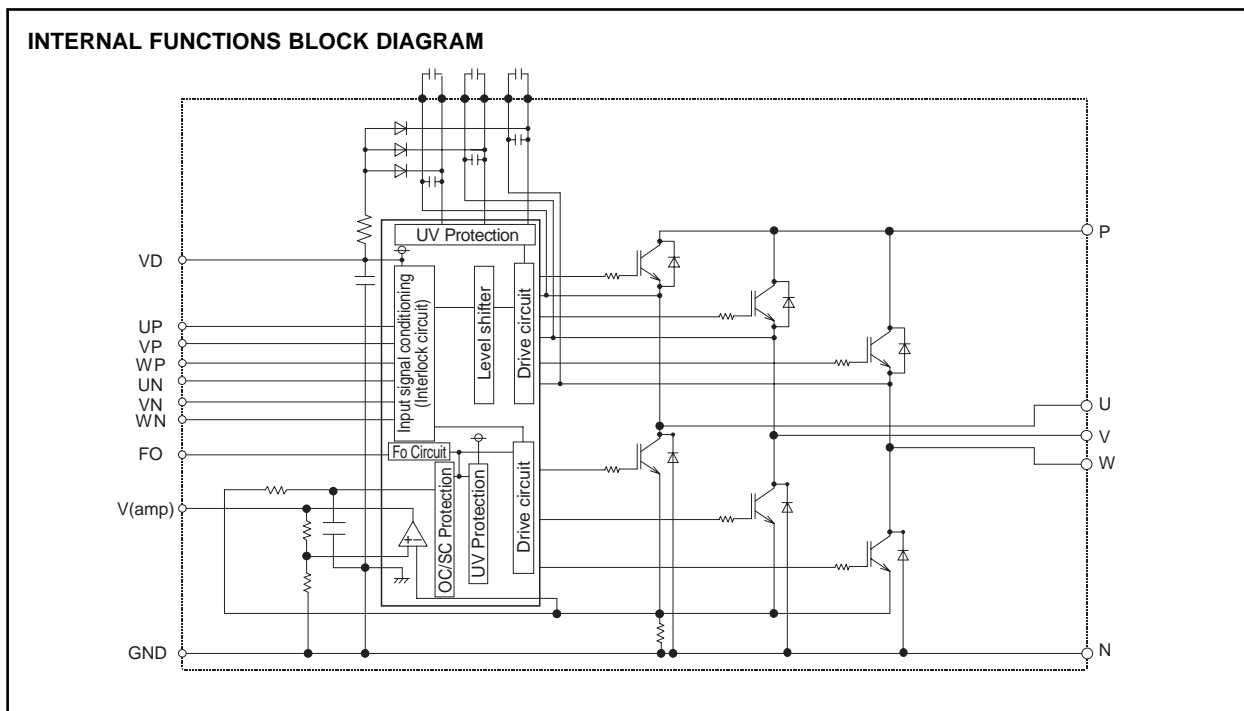 INTERNAL FUNCTIONS BLOCK DIAGRAM
UV Protection
P
VD
Input signal conditioning
(Interlock circuit)
Level shifter
Drive circuit
UP
VP
WP
UN
VN
WN
U
V
W
FO
Fo Circuit
V(amp)
+-
OC/SC Protection
UV Protection
Drive circuit
GND
N